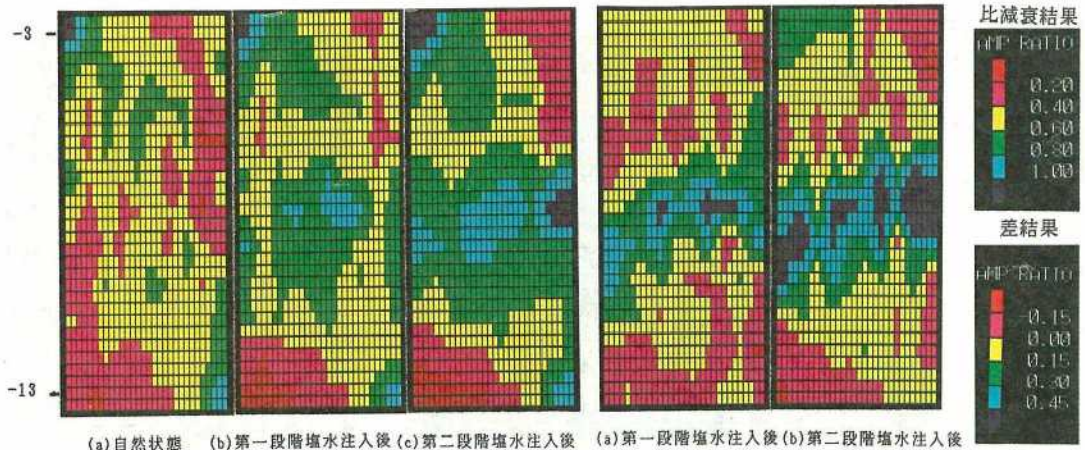 -3
-13
(a)自然状態
(b)第一段階塩水注入後
(c)第二段階塩水注入後
(a)第一段階塩水注入後
(b)第二段階塩水注入後
比減衰結果
AMP RATIO
0.20
0.40
0.60
0.80
1.00
差結果
AMP RATIO
-0.15
0.00
0.15
0.30
0.45